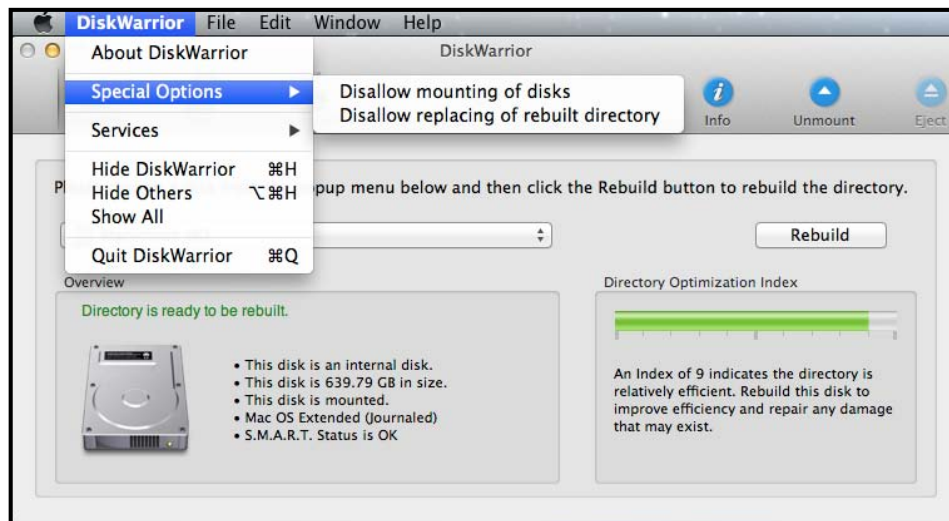 DiskWarrior File Edit Window Help
DiskWarrior
About DiskWarrior
Special Options
Disallow mounting of disks
Disallow replacing of rebuilt directory
Services
Hide DiskWarrior ⌘H
Hide Others ⌥⌘H
Show All
Quit DiskWarrior ⌘Q
Info
Unmount
Eject
popup menu below and then click the Rebuild button to rebuild the directory.
Rebuild
Overview
Directory is ready to be rebuilt.
• This disk is an internal disk.
• This disk is 639.79 GB in size.
• This disk is mounted.
• Mac OS Extended (Journaled)
• S.M.A.R.T. Status is OK
Directory Optimization Index
An Index of 9 indicates the directory is
relatively efficient. Rebuild this disk to
improve efficiency and repair any damage
that may exist.